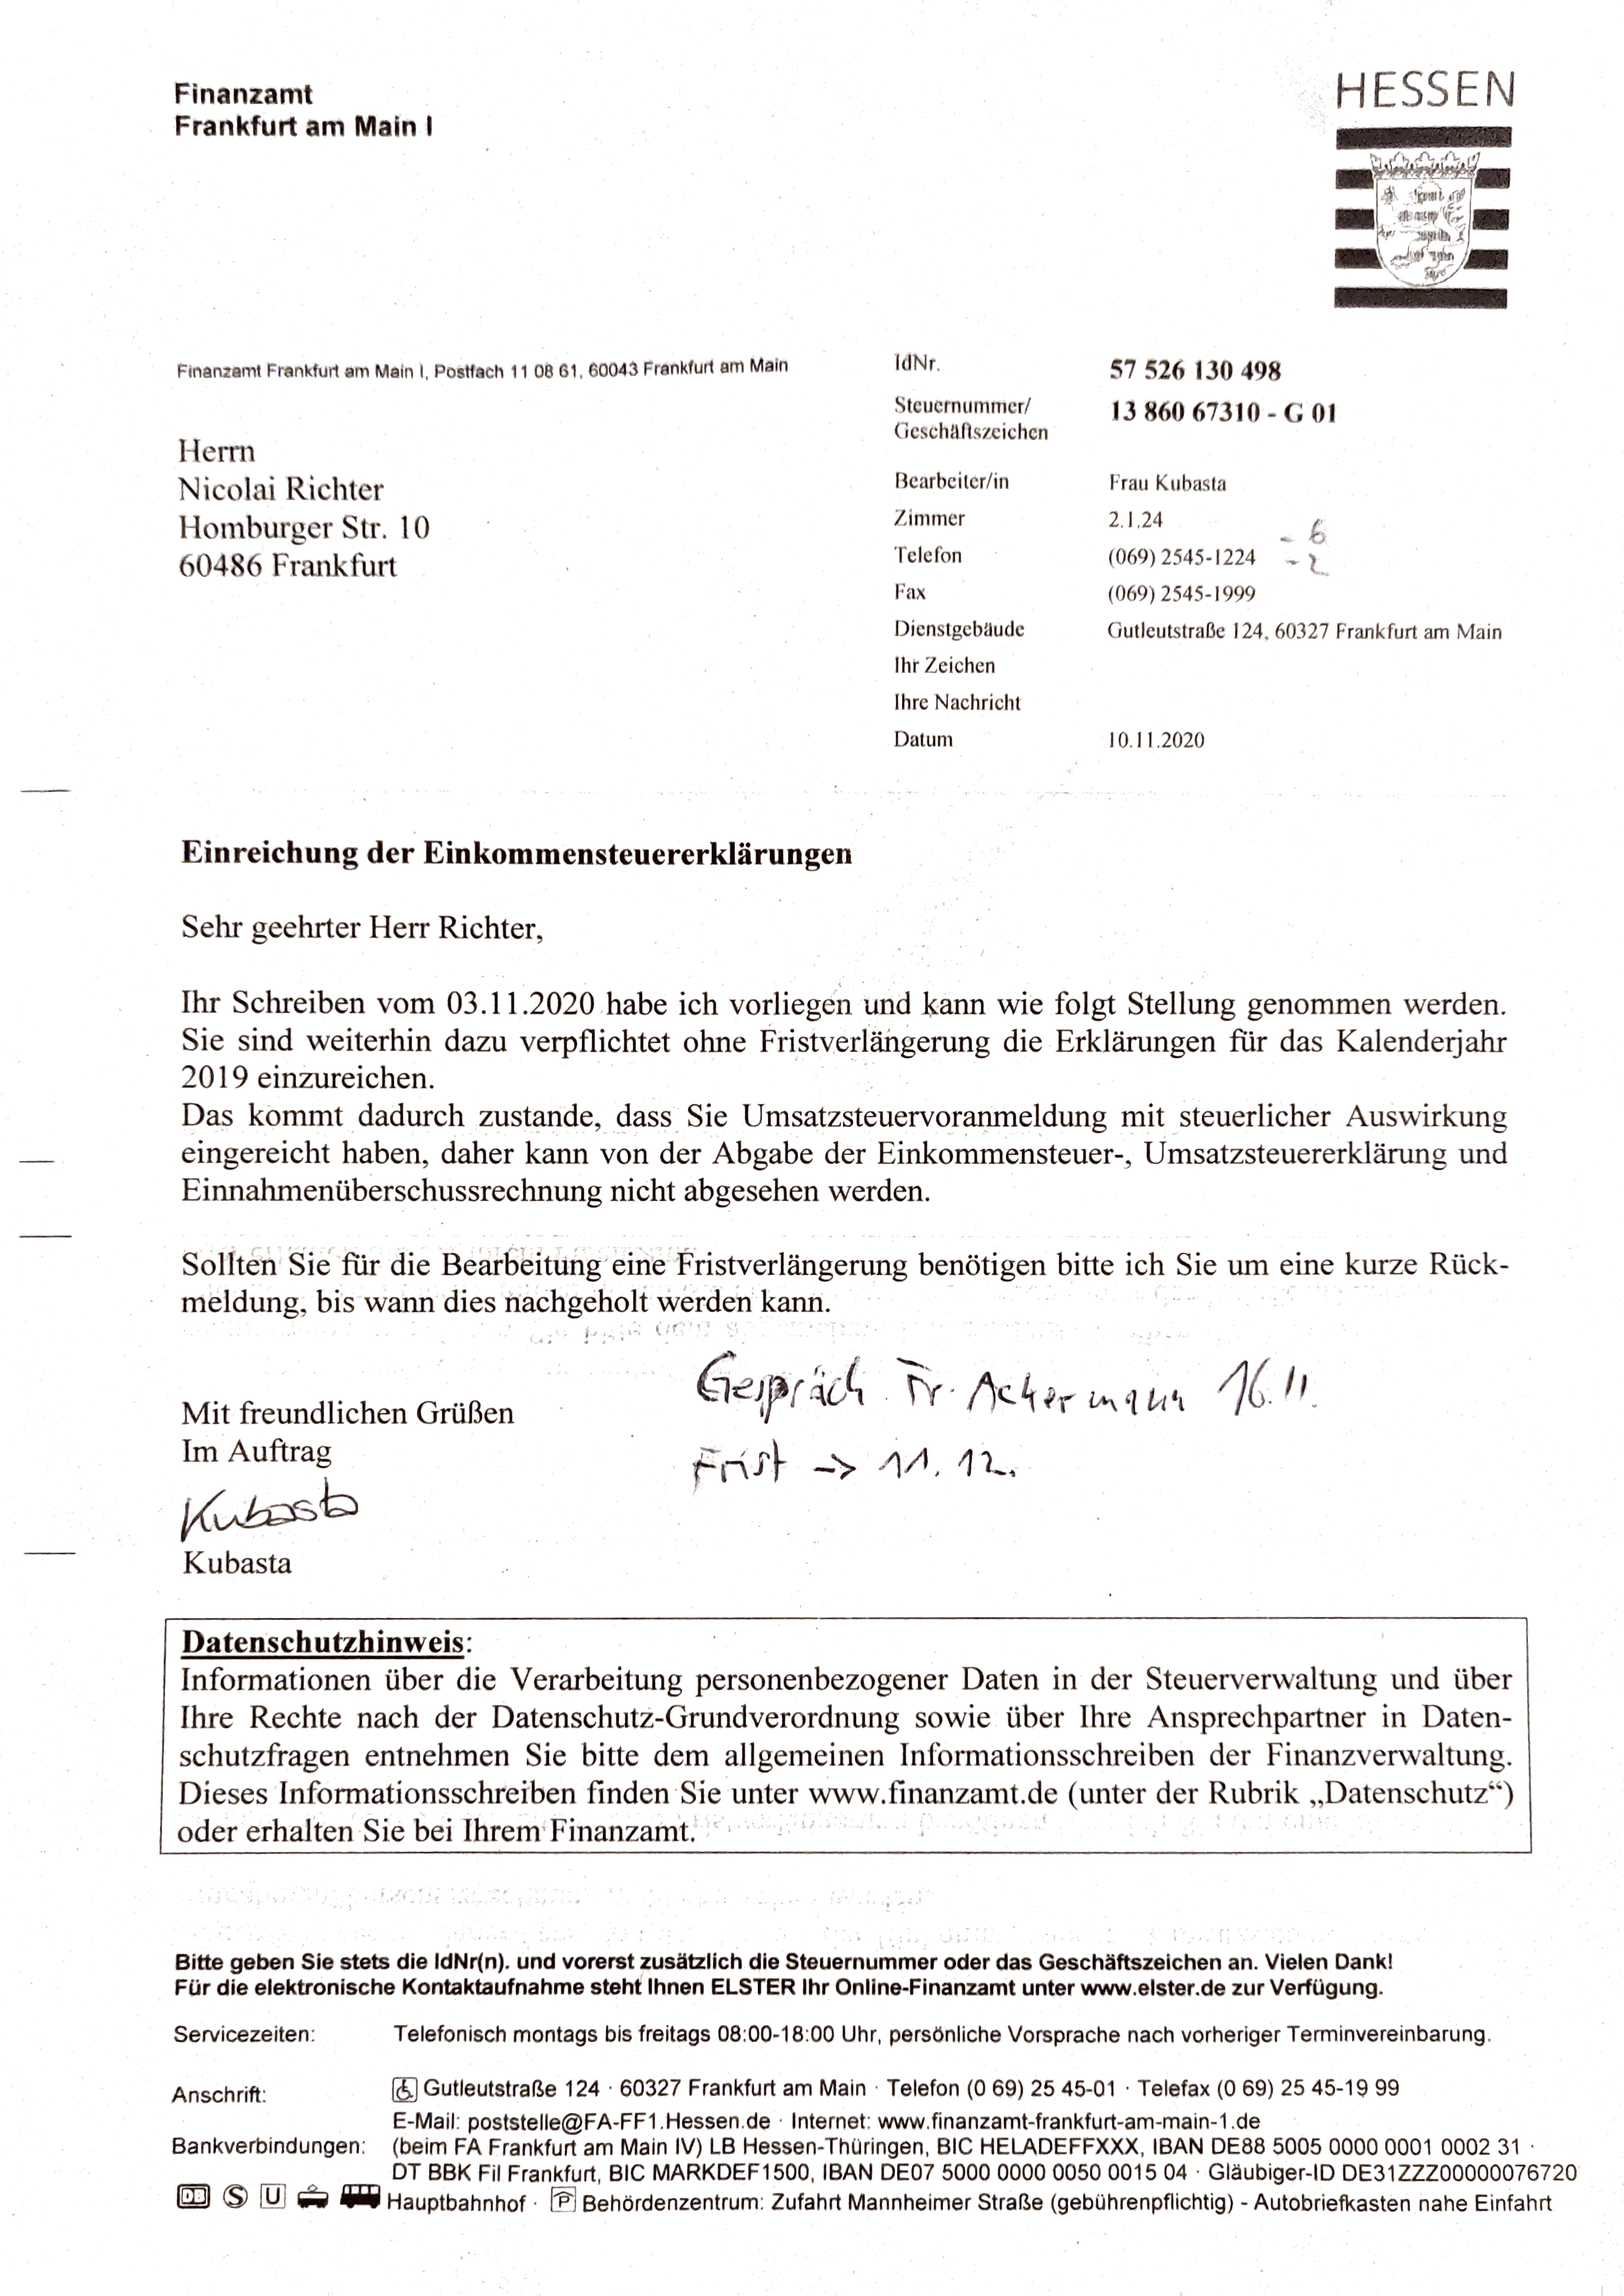 Finanzamt
Frankfurt am Main I
HESSEN
Finanzamt Frankfurt am Main I, Postfach 11 08 61, 60043 Frankfurt am Main
Herrn
Nicolai Richter
Homburger Str. 10
60486 Frankfurt
IdNr. 57 526 130 498
Steuernummer/ 13 860 67310 - G 01
Geschäftszeichen
Bearbeiter/in Frau Kubasta
Zimmer 2.1.24
- 6
Telefon (069) 2545-1224 - 2
Fax (069) 2545-1999
Dienstgebäude Gutleutstraße 124, 60327 Frankfurt am Main
Ihr Zeichen
Ihre Nachricht
Datum 10.11.2020
Einreichung der Einkommensteuererklärungen
Sehr geehrter Herr Richter,
Ihr Schreiben vom 03.11.2020 habe ich vorliegen und kann wie folgt Stellung genommen werden.
Sie sind weiterhin dazu verpflichtet ohne Fristverlängerung die Erklärungen für das Kalenderjahr
2019 einzureichen.
Das kommt dadurch zustande, dass Sie Umsatzsteuervoranmeldung mit steuerlicher Auswirkung
eingereicht haben, daher kann von der Abgabe der Einkommensteuer-, Umsatzsteuererklärung und
Einnahmenüberschussrechnung nicht abgesehen werden.
Sollten Sie für die Bearbeitung eine Fristverlängerung benötigen bitte ich Sie um eine kurze Rück-
meldung, bis wann dies nachgeholt werden kann.
Gespräch Fr. Ackermann 16.11.
Frist -> 11.12.
Mit freundlichen Grüßen
Im Auftrag
Kubasta
Kubasta
Datenschutzhinweis:
Informationen über die Verarbeitung personenbezogener Daten in der Steuerverwaltung und über
Ihre Rechte nach der Datenschutz-Grundverordnung sowie über Ihre Ansprechpartner in Daten-
schutzfragen entnehmen Sie bitte dem allgemeinen Informationsschreiben der Finanzverwaltung.
Dieses Informationsschreiben finden Sie unter www.finanzamt.de (unter der Rubrik „Datenschutz“)
oder erhalten Sie bei Ihrem Finanzamt.
Bitte geben Sie stets die IdNr(n). und vorerst zusätzlich die Steuernummer oder das Geschäftszeichen an. Vielen Dank!
Für die elektronische Kontaktaufnahme steht Ihnen ELSTER Ihr Online-Finanzamt unter www.elster.de zur Verfügung.
Servicezeiten: Telefonisch montags bis freitags 08:00-18:00 Uhr, persönliche Vorsprache nach vorheriger Terminvereinbarung.
Anschrift: Gutleutstraße 124 · 60327 Frankfurt am Main · Telefon (0 69) 25 45-01 · Telefax (0 69) 25 45-19 99
E-Mail: poststelle@FA-FF1.Hessen.de · Internet: www.finanzamt-frankfurt-am-main-1.de
Bankverbindungen: (beim FA Frankfurt am Main IV) LB Hessen-Thüringen, BIC HELADEFFXXX, IBAN DE88 5005 0000 0001 0002 31 ·
DT BBK Fil Frankfurt, BIC MARKDEF1500, IBAN DE07 5000 0000 0050 0015 04 · Gläubiger-ID DE31ZZZ00000076720
DB S U Hauptbahnhof · P Behördenzentrum: Zufahrt Mannheimer Straße (gebührenpflichtig) - Autobriefkasten nahe Einfahrt